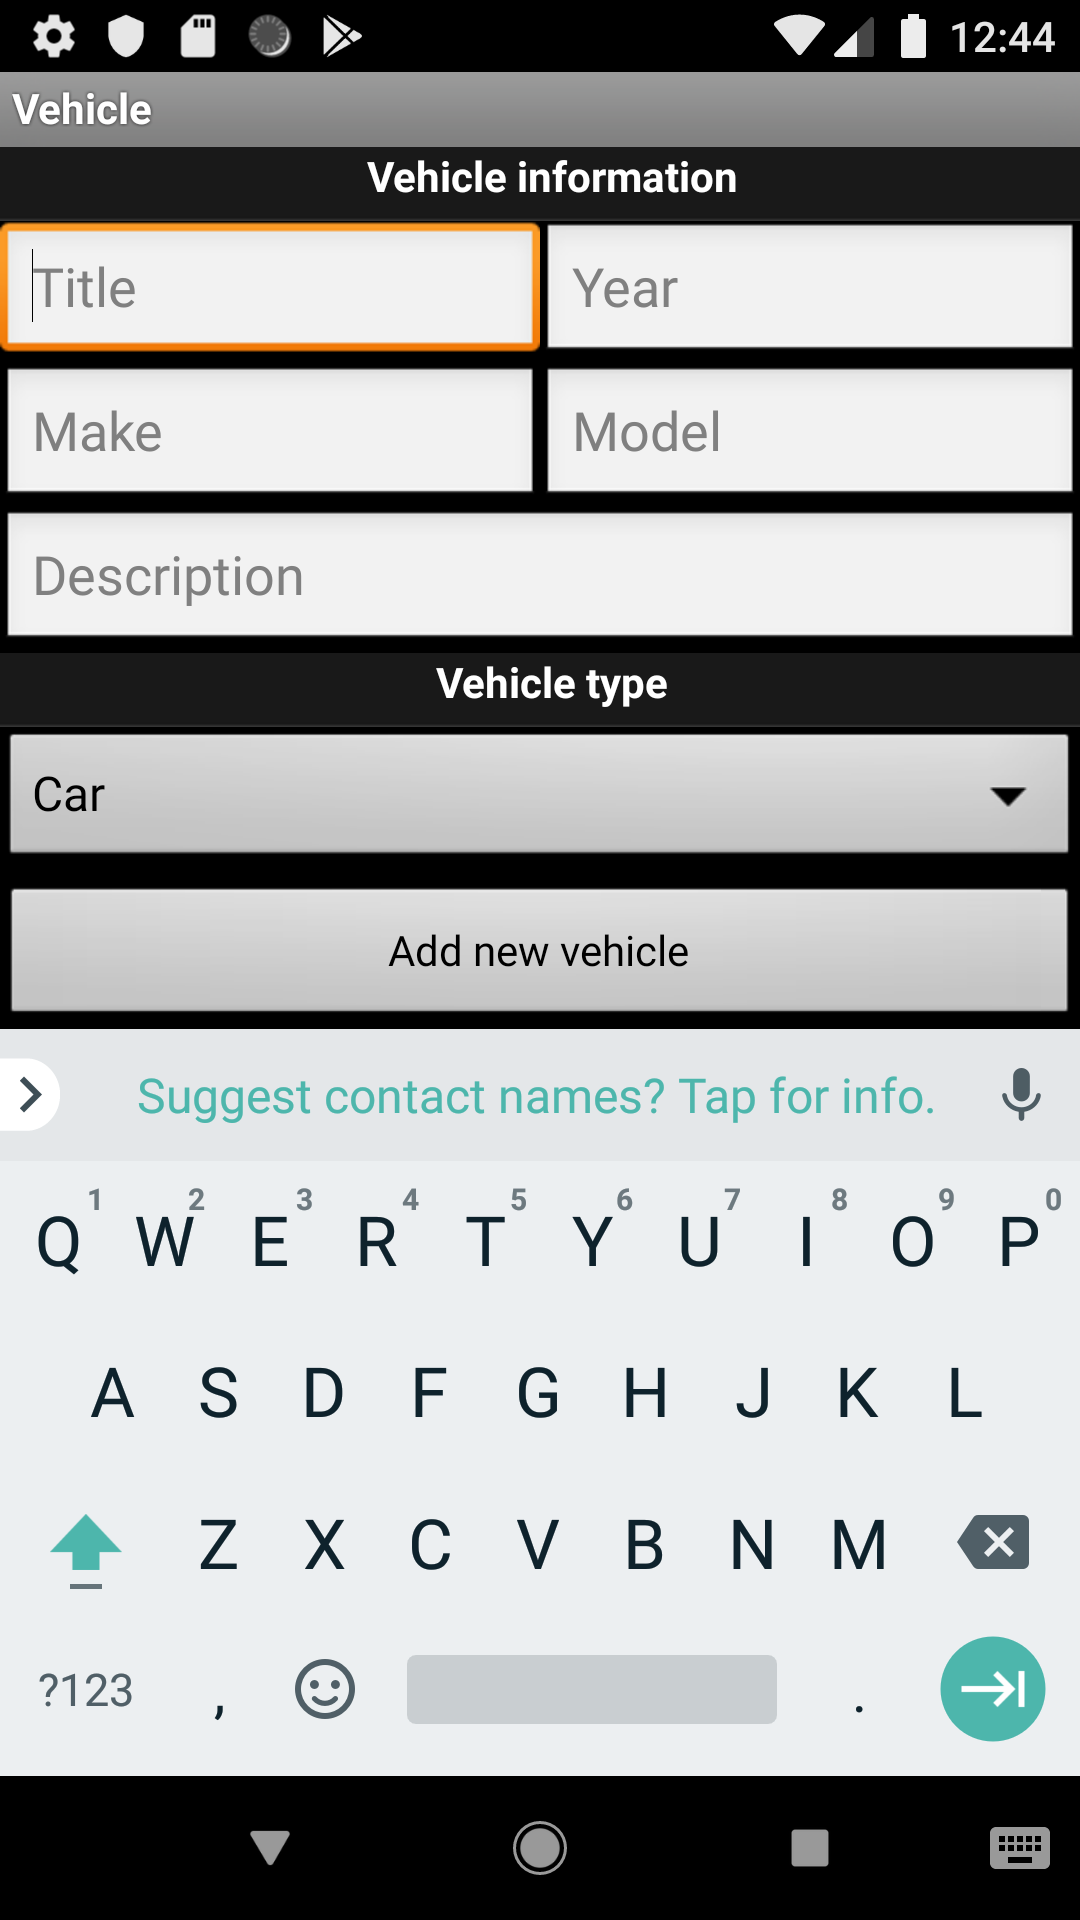 12:44
Vehicle
Vehicle information
Title Year
Make Model
Description
Vehicle type
Car
Add new vehicle
Suggest contact names? Tap for info.
1 2 3 4 5 6 7 8 9 0
Q W E R T Y U I O P
A S D F G H J K L
Z X C V B N M
?123 , .